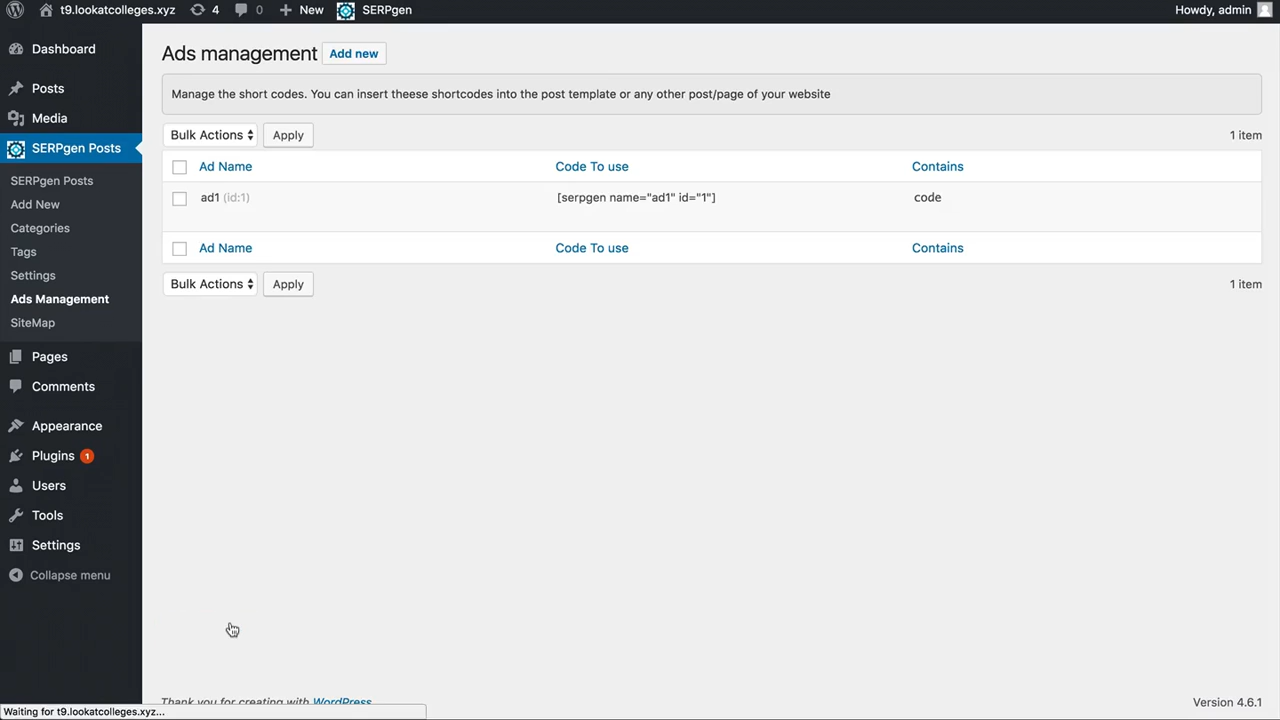 t9.lookatcolleges.xyz 4 0 New SERPgen Howdy, admin
Dashboard
Posts
Media
SERPgen Posts
SERPgen Posts
Add New
Categories
Tags
Settings
Ads Management
SiteMap
Pages
Comments
Appearance
Plugins 1
Users
Tools
Settings
Collapse menu
Ads management Add new
Manage the short codes. You can insert theese shortcodes into the post template or any other post/page of your website
Bulk Actions Apply 1 item
Ad Name Code To use Contains
ad1 (id:1) [serpgen name="ad1" id="1"] code
Ad Name Code To use Contains
Bulk Actions Apply 1 item
Thank you for creating with WordPress Version 4.6.1
Waiting for t9.lookatcolleges.xyz...